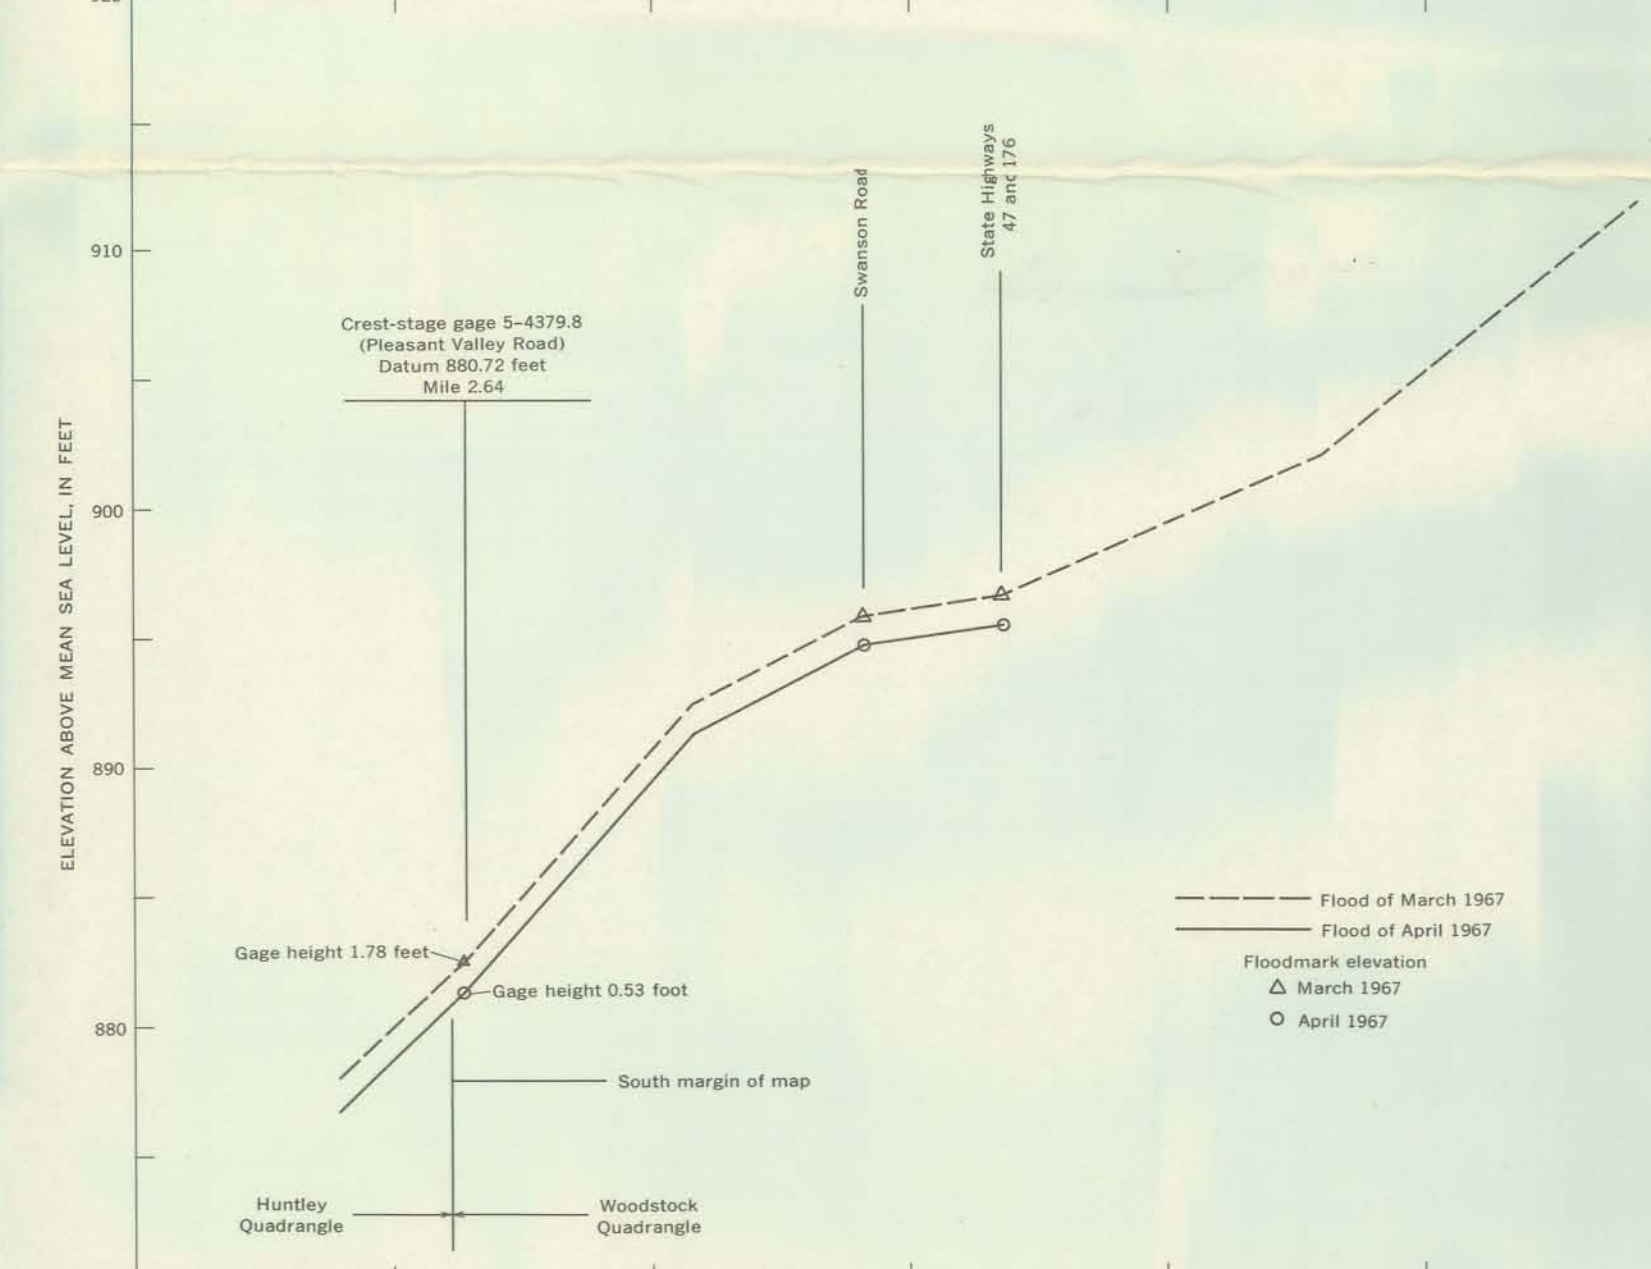 State Highways
47 and 176
Swanson Road
910
Crest-stage gage 5-4379.8
(Pleasant Valley Road)
Datum 880.72 feet
Mile 2.64
ELEVATION ABOVE MEAN SEA LEVEL, IN FEET
900
890
Flood of March 1967
Flood of April 1967
Gage height 1.78 feet
Floodmark elevation
March 1967
Gage height 0.53 foot
April 1967
880
South margin of map
Huntley
Quadrangle
Woodstock
Quadrangle